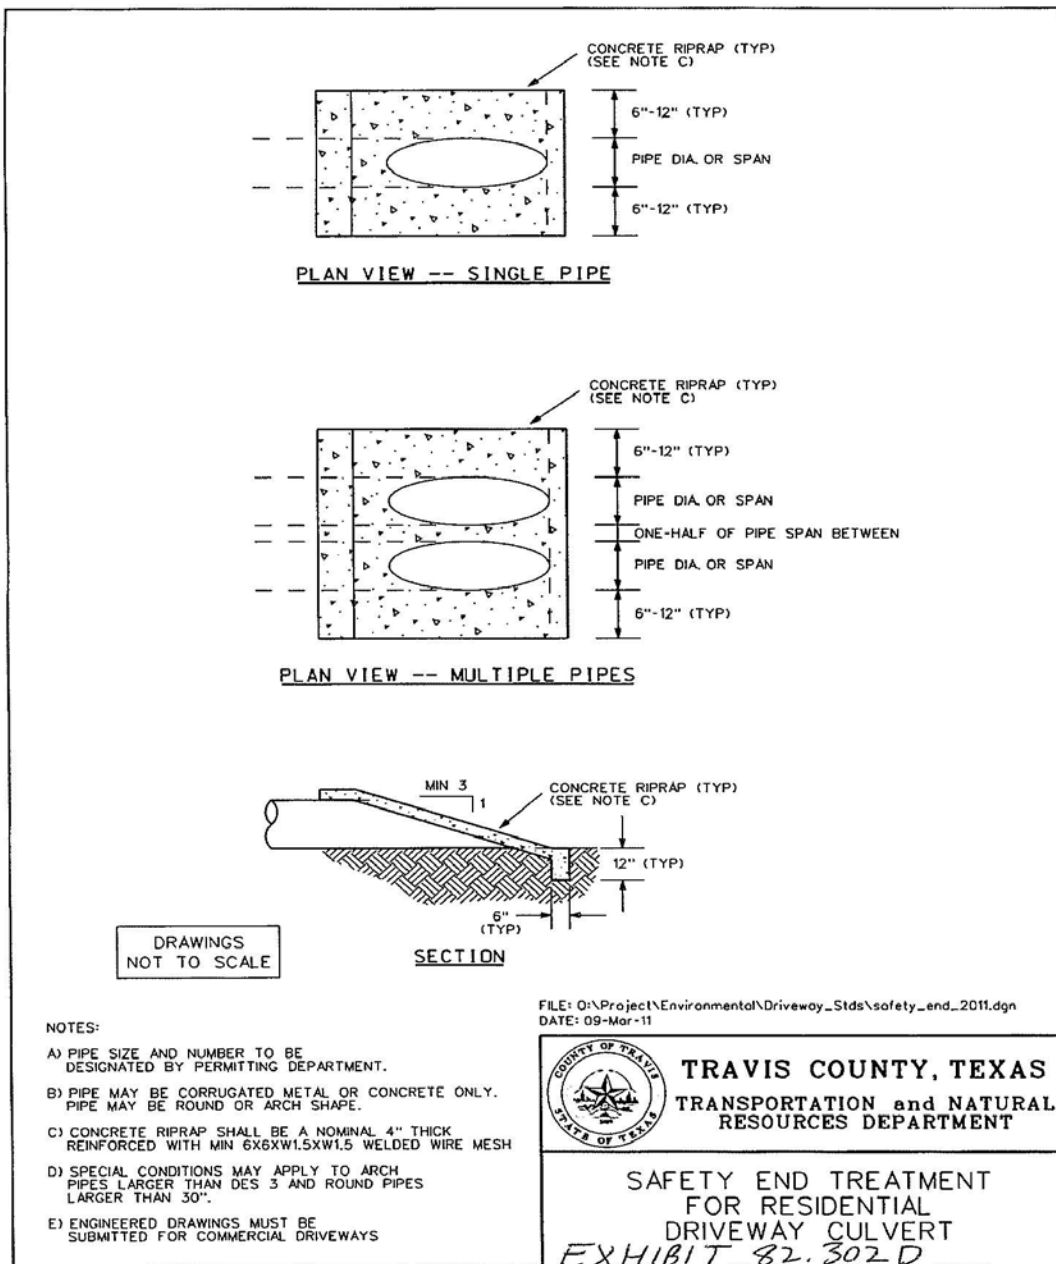 CONCRETE RIPRAP (TYP)
(SEE NOTE C)
6"-12" (TYP)
PIPE DIA. OR SPAN
6"-12" (TYP)
PLAN VIEW -- SINGLE PIPE
CONCRETE RIPRAP (TYP)
(SEE NOTE C)
6"-12" (TYP)
PIPE DIA. OR SPAN
ONE-HALF OF PIPE SPAN BETWEEN
PIPE DIA. OR SPAN
6"-12" (TYP)
PLAN VIEW -- MULTIPLE PIPES
MIN 3
1
CONCRETE RIPRAP (TYP)
(SEE NOTE C)
12" (TYP)
6"
(TYP)
SECTION
DRAWINGS
NOT TO SCALE
NOTES:
A) PIPE SIZE AND NUMBER TO BE
DESIGNATED BY PERMITTING DEPARTMENT.
B) PIPE MAY BE CORRUGATED METAL OR CONCRETE ONLY.
PIPE MAY BE ROUND OR ARCH SHAPE.
C) CONCRETE RIPRAP SHALL BE A NOMINAL 4" THICK
REINFORCED WITH MIN 6X6XW1.5XW1.5 WELDED WIRE MESH
D) SPECIAL CONDITIONS MAY APPLY TO ARCH
PIPES LARGER THAN DES 3 AND ROUND PIPES
LARGER THAN 30".
E) ENGINEERED DRAWINGS MUST BE
SUBMITTED FOR COMMERCIAL DRIVEWAYS
FILE: O:\Project\Environmental\Driveway_Stds\safety_end_2011.dgn
DATE: 09-Mar-11
COUNTY OF TRAVIS
STATE OF TEXAS
TRAVIS COUNTY, TEXAS
TRANSPORTATION and NATURAL
RESOURCES DEPARTMENT
SAFETY END TREATMENT
FOR RESIDENTIAL
DRIVEWAY CULVERT
EXHIBIT 82.302D